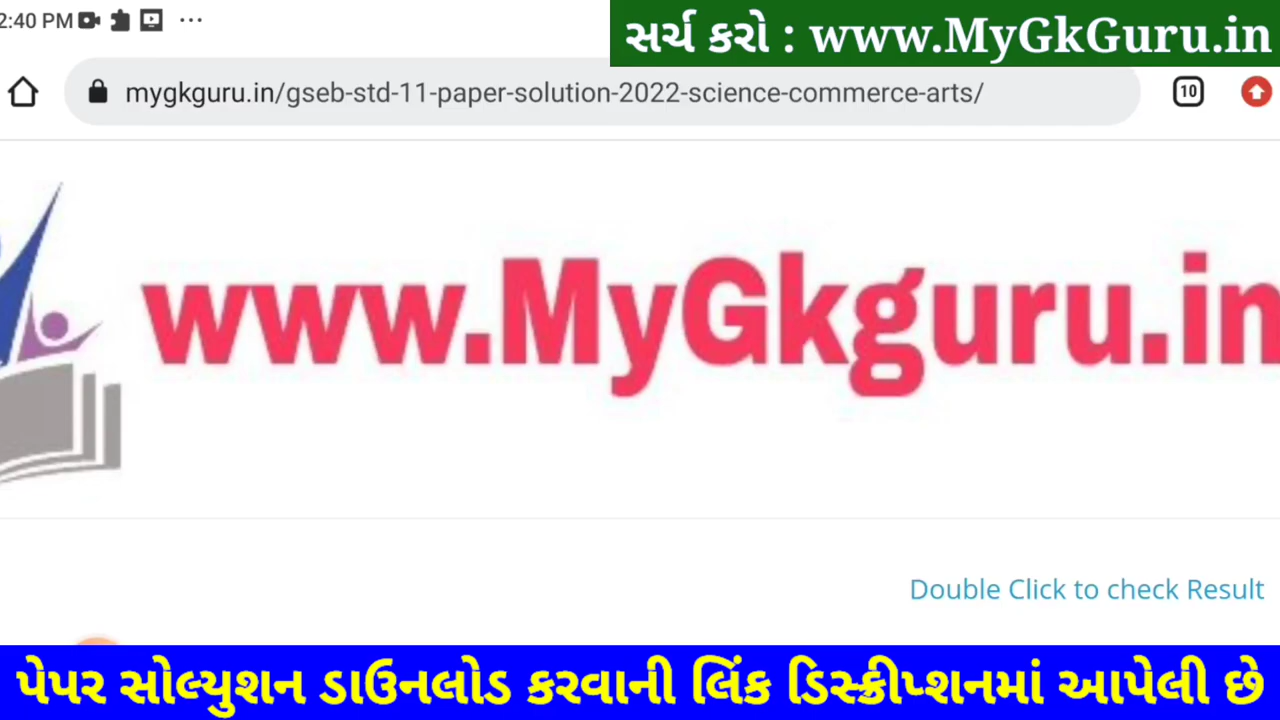 2:40 PM
સર્ચ કરો : www.MyGkGuru.in
mygkguru.in/gseb-std-11-paper-solution-2022-science-commerce-arts/
10
www.MyGkguru.in
Double Click to check Result
પેપર સોલ્યુશન ડાઉનલોડ કરવાની લિંક ડિસ્ક્રીપ્શનમાં આપેલી છે